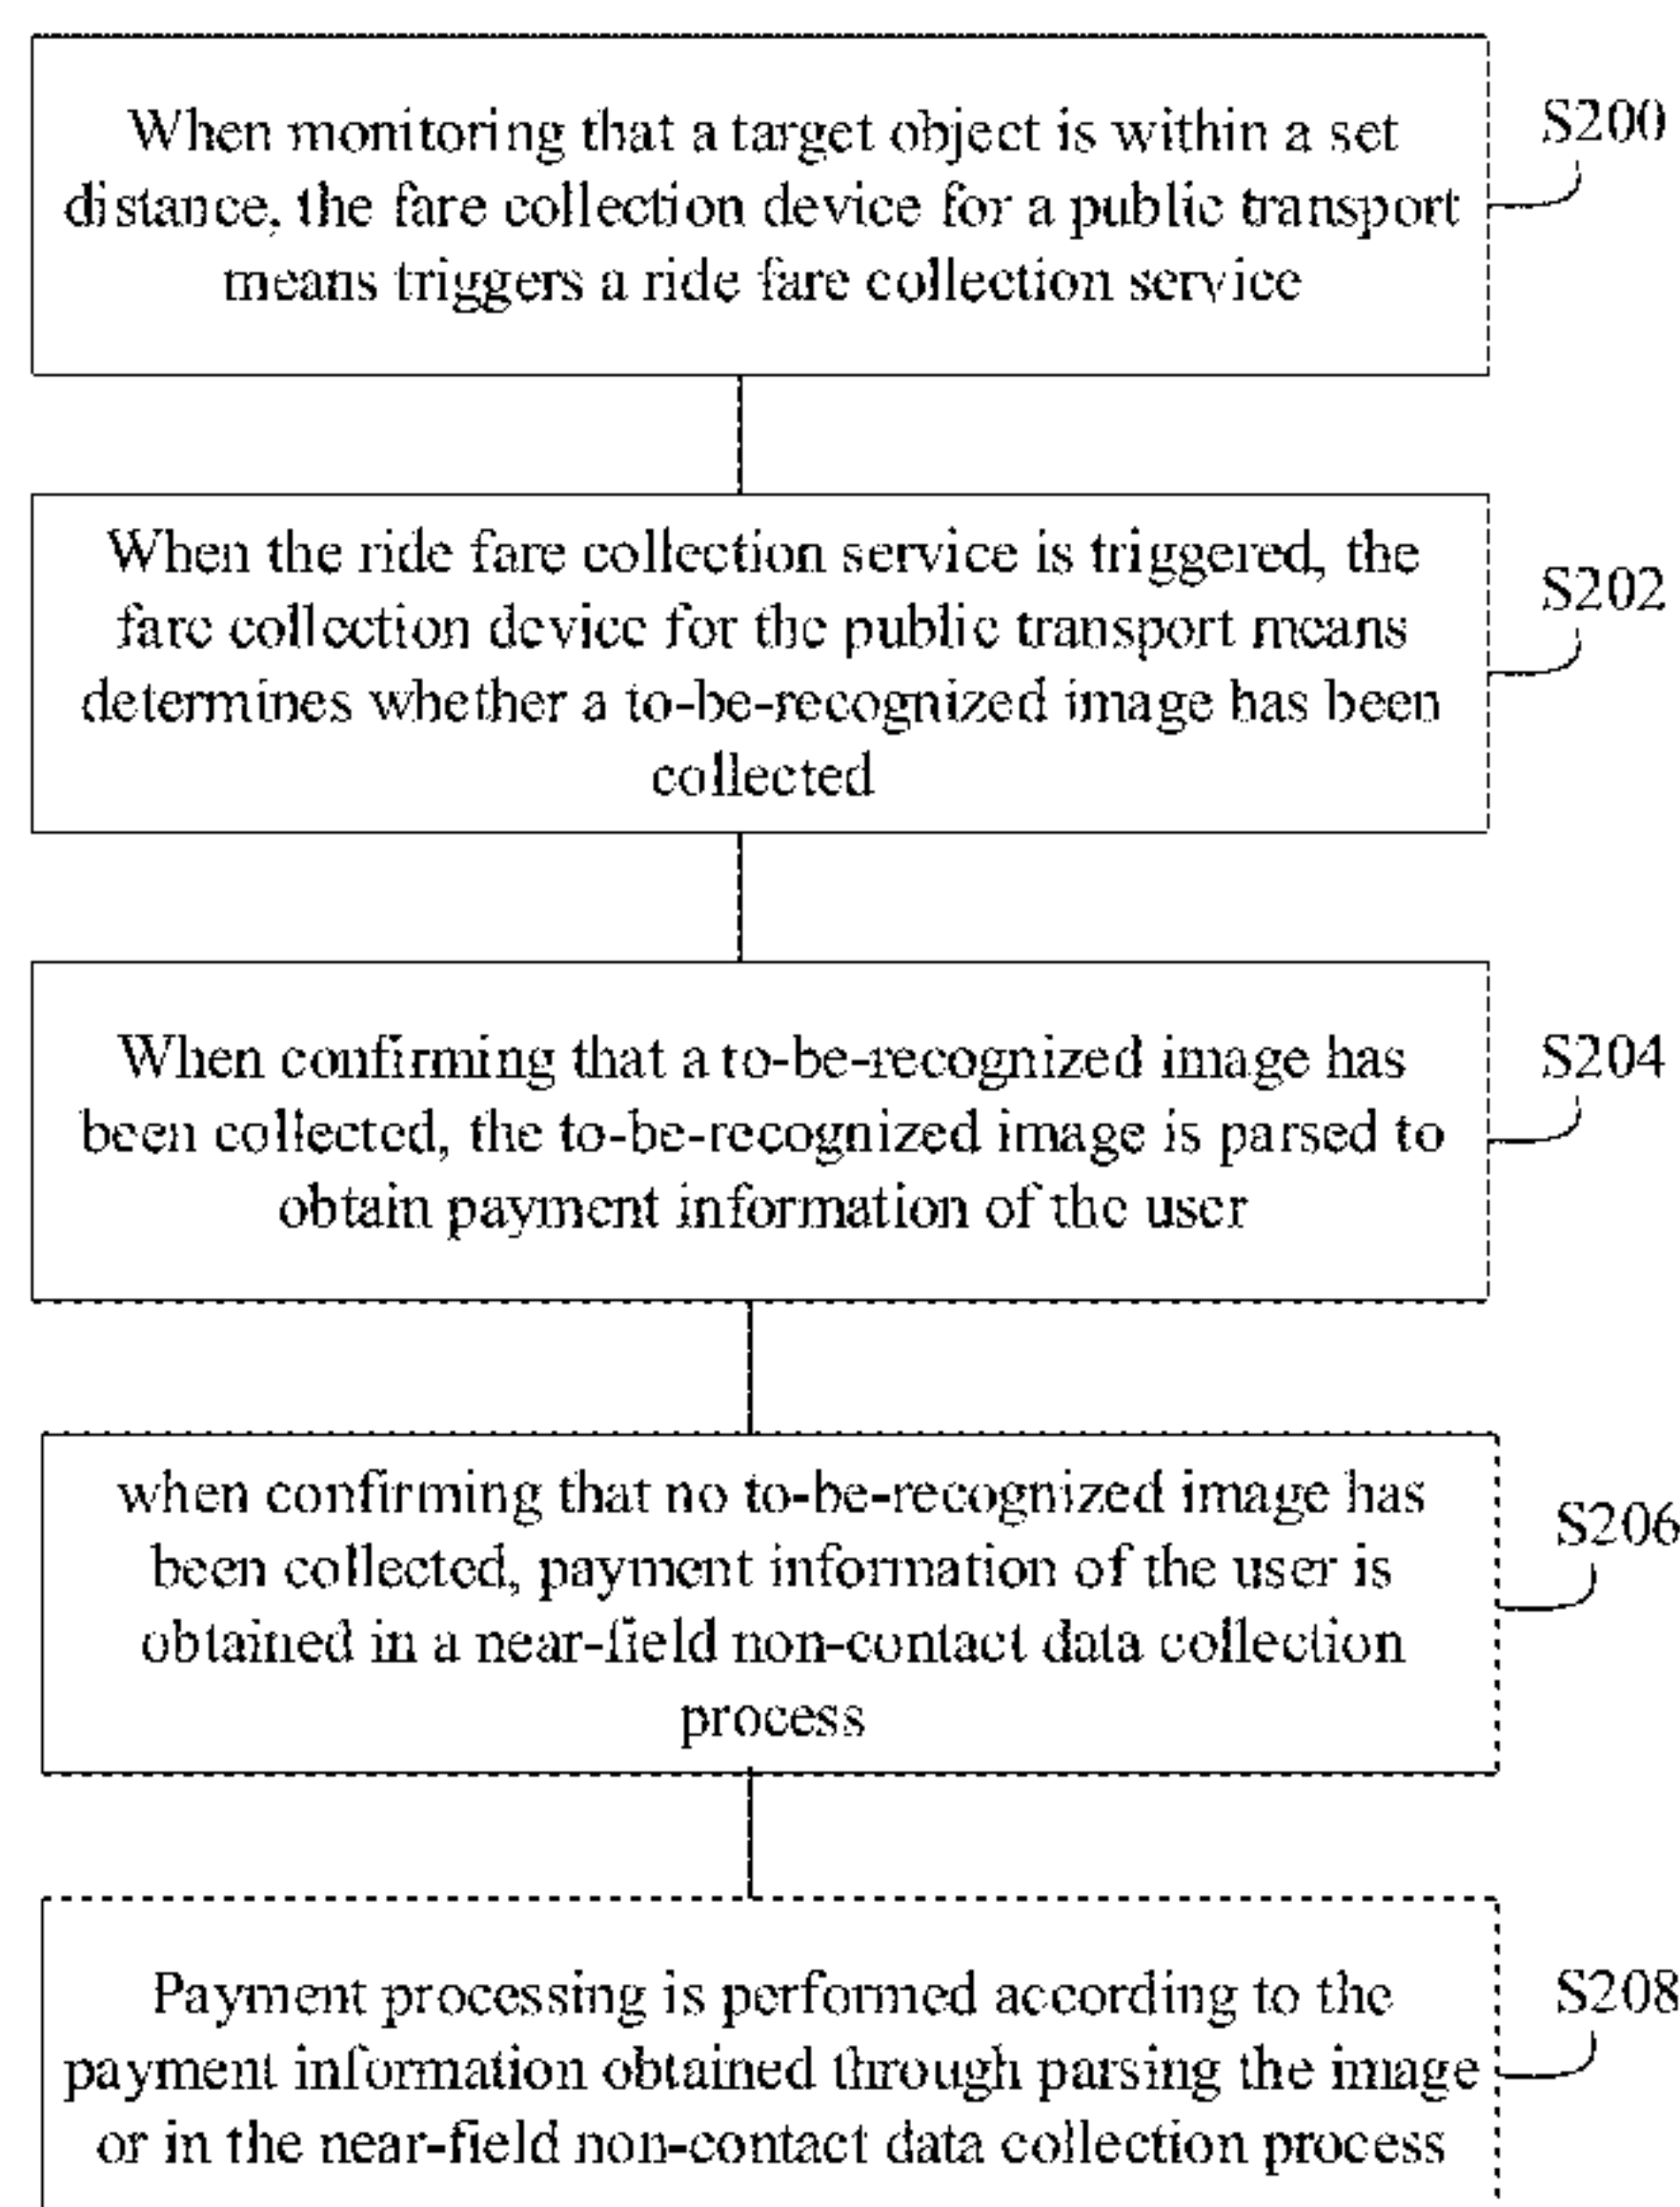 When monitoring that a target object is within a set
distance, the fare collection device for a public transport
means triggers a ride fare collection service
S200
When the ride fare collection service is triggered, the
fare collection device for the public transport means
determines whether a to-be-recognized image has been
collected
S202
When confirming that a to-be-recognized image has
been collected, the to-be-recognized image is parsed to
obtain payment information of the user
S204
when confirming that no to-be-recognized image has
been collected, payment information of the user is
obtained in a near-field non-contact data collection
process
S206
Payment processing is performed according to the
payment information obtained through parsing the image
or in the near-field non-contact data collection process
S208